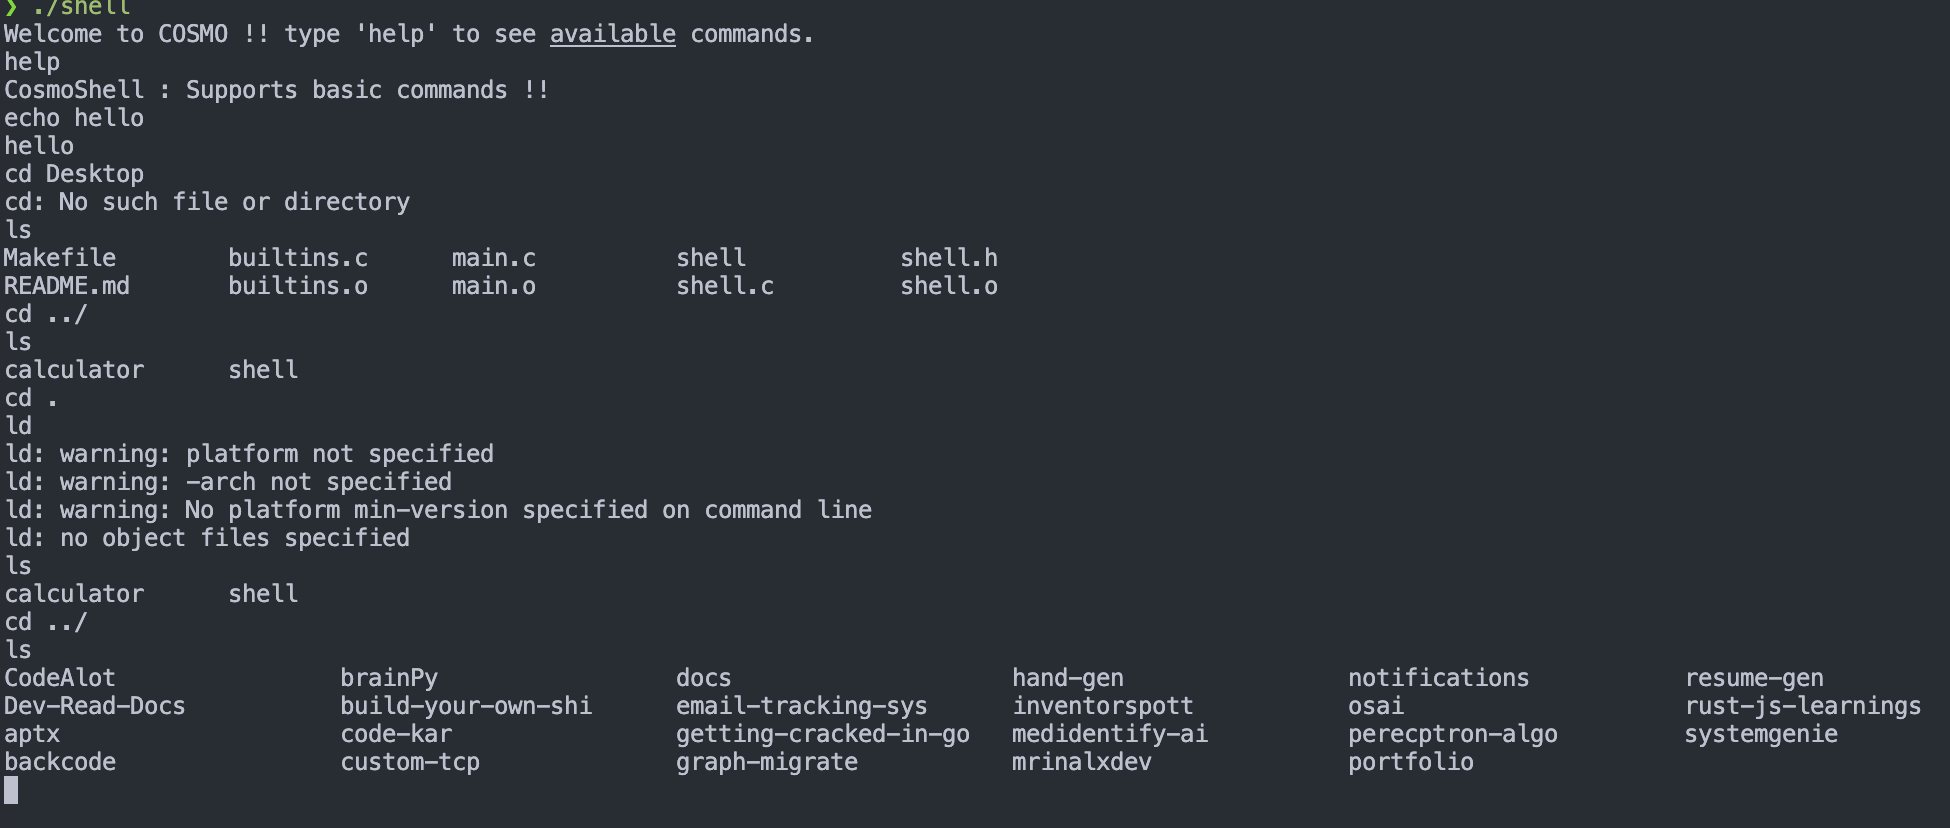 ❯ ./shell
Welcome to COSMO !! type 'help' to see available commands.
help
CosmoShell : Supports basic commands !!
echo hello
hello
cd Desktop
cd: No such file or directory
ls
Makefile        builtins.c      main.c          shell           shell.h
README.md       builtins.o      main.o          shell.c         shell.o
cd ../
ls
calculator      shell
cd .
ld
ld: warning: platform not specified
ld: warning: -arch not specified
ld: warning: No platform min-version specified on command line
ld: no object files specified
ls
calculator      shell
cd ../
ls
CodeAlot                brainPy                 docs                    hand-gen                notifications           resume-gen
Dev-Read-Docs           build-your-own-shi      email-tracking-sys      inventorspott           osai                    rust-js-learnings
aptx                    code-kar                getting-cracked-in-go   medidentify-ai          perecptron-algo         systemgenie
backcode                custom-tcp              graph-migrate           mrinalxdev              portfolio